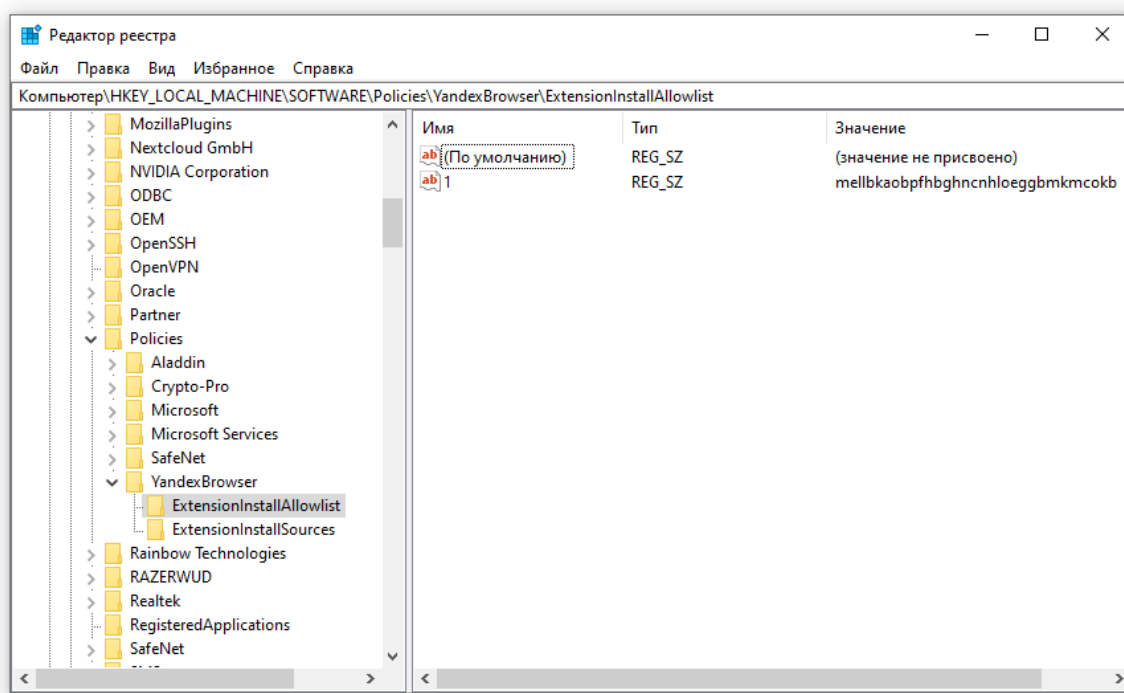 Редактор реестра
Файл Правка Вид Избранное Справка
Компьютер\HKEY_LOCAL_MACHINE\SOFTWARE\Policies\YandexBrowser\ExtensionInstallAllowlist
MozillaPlugins
Nextcloud GmbH
NVIDIA Corporation
ODBC
OEM
OpenSSH
OpenVPN
Oracle
Partner
Policies
Aladdin
Crypto-Pro
Microsoft
Microsoft Services
SafeNet
YandexBrowser
ExtensionInstallAllowlist
ExtensionInstallSources
Rainbow Technologies
RAZERWUD
Realtek
RegisteredApplications
SafeNet
Имя Тип Значение
ab (По умолчанию) REG_SZ (значение не присвоено)
ab 1 REG_SZ mellbkaobpfhbghncnhloeggbmkmcokb